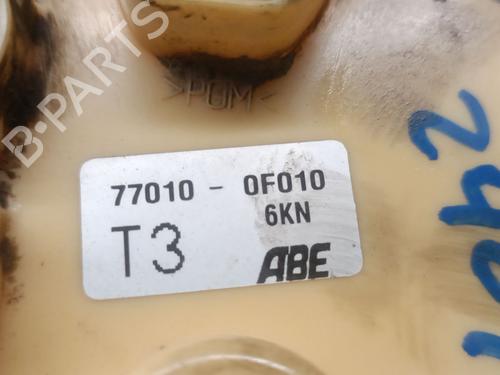 >POM<
77010 - 0F010
6KN
T3
ABE
B-PARTS